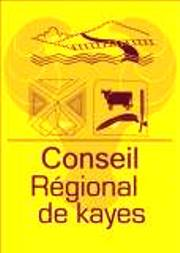 Conseil
Régional
de kayes